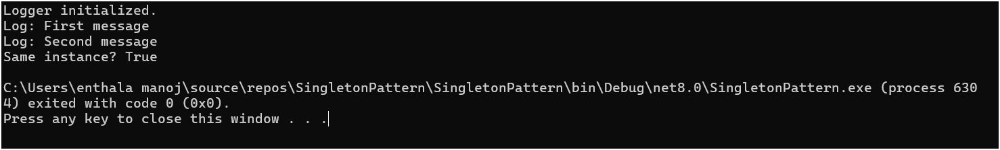 Logger initialized.
Log: First message
Log: Second message
Same instance? True
C:\Users\enthala manoj\source\repos\SingletonPattern\SingletonPattern\bin\Debug\net8.0\SingletonPattern.exe (process 630
4) exited with code 0 (0x0).
Press any key to close this window . . .